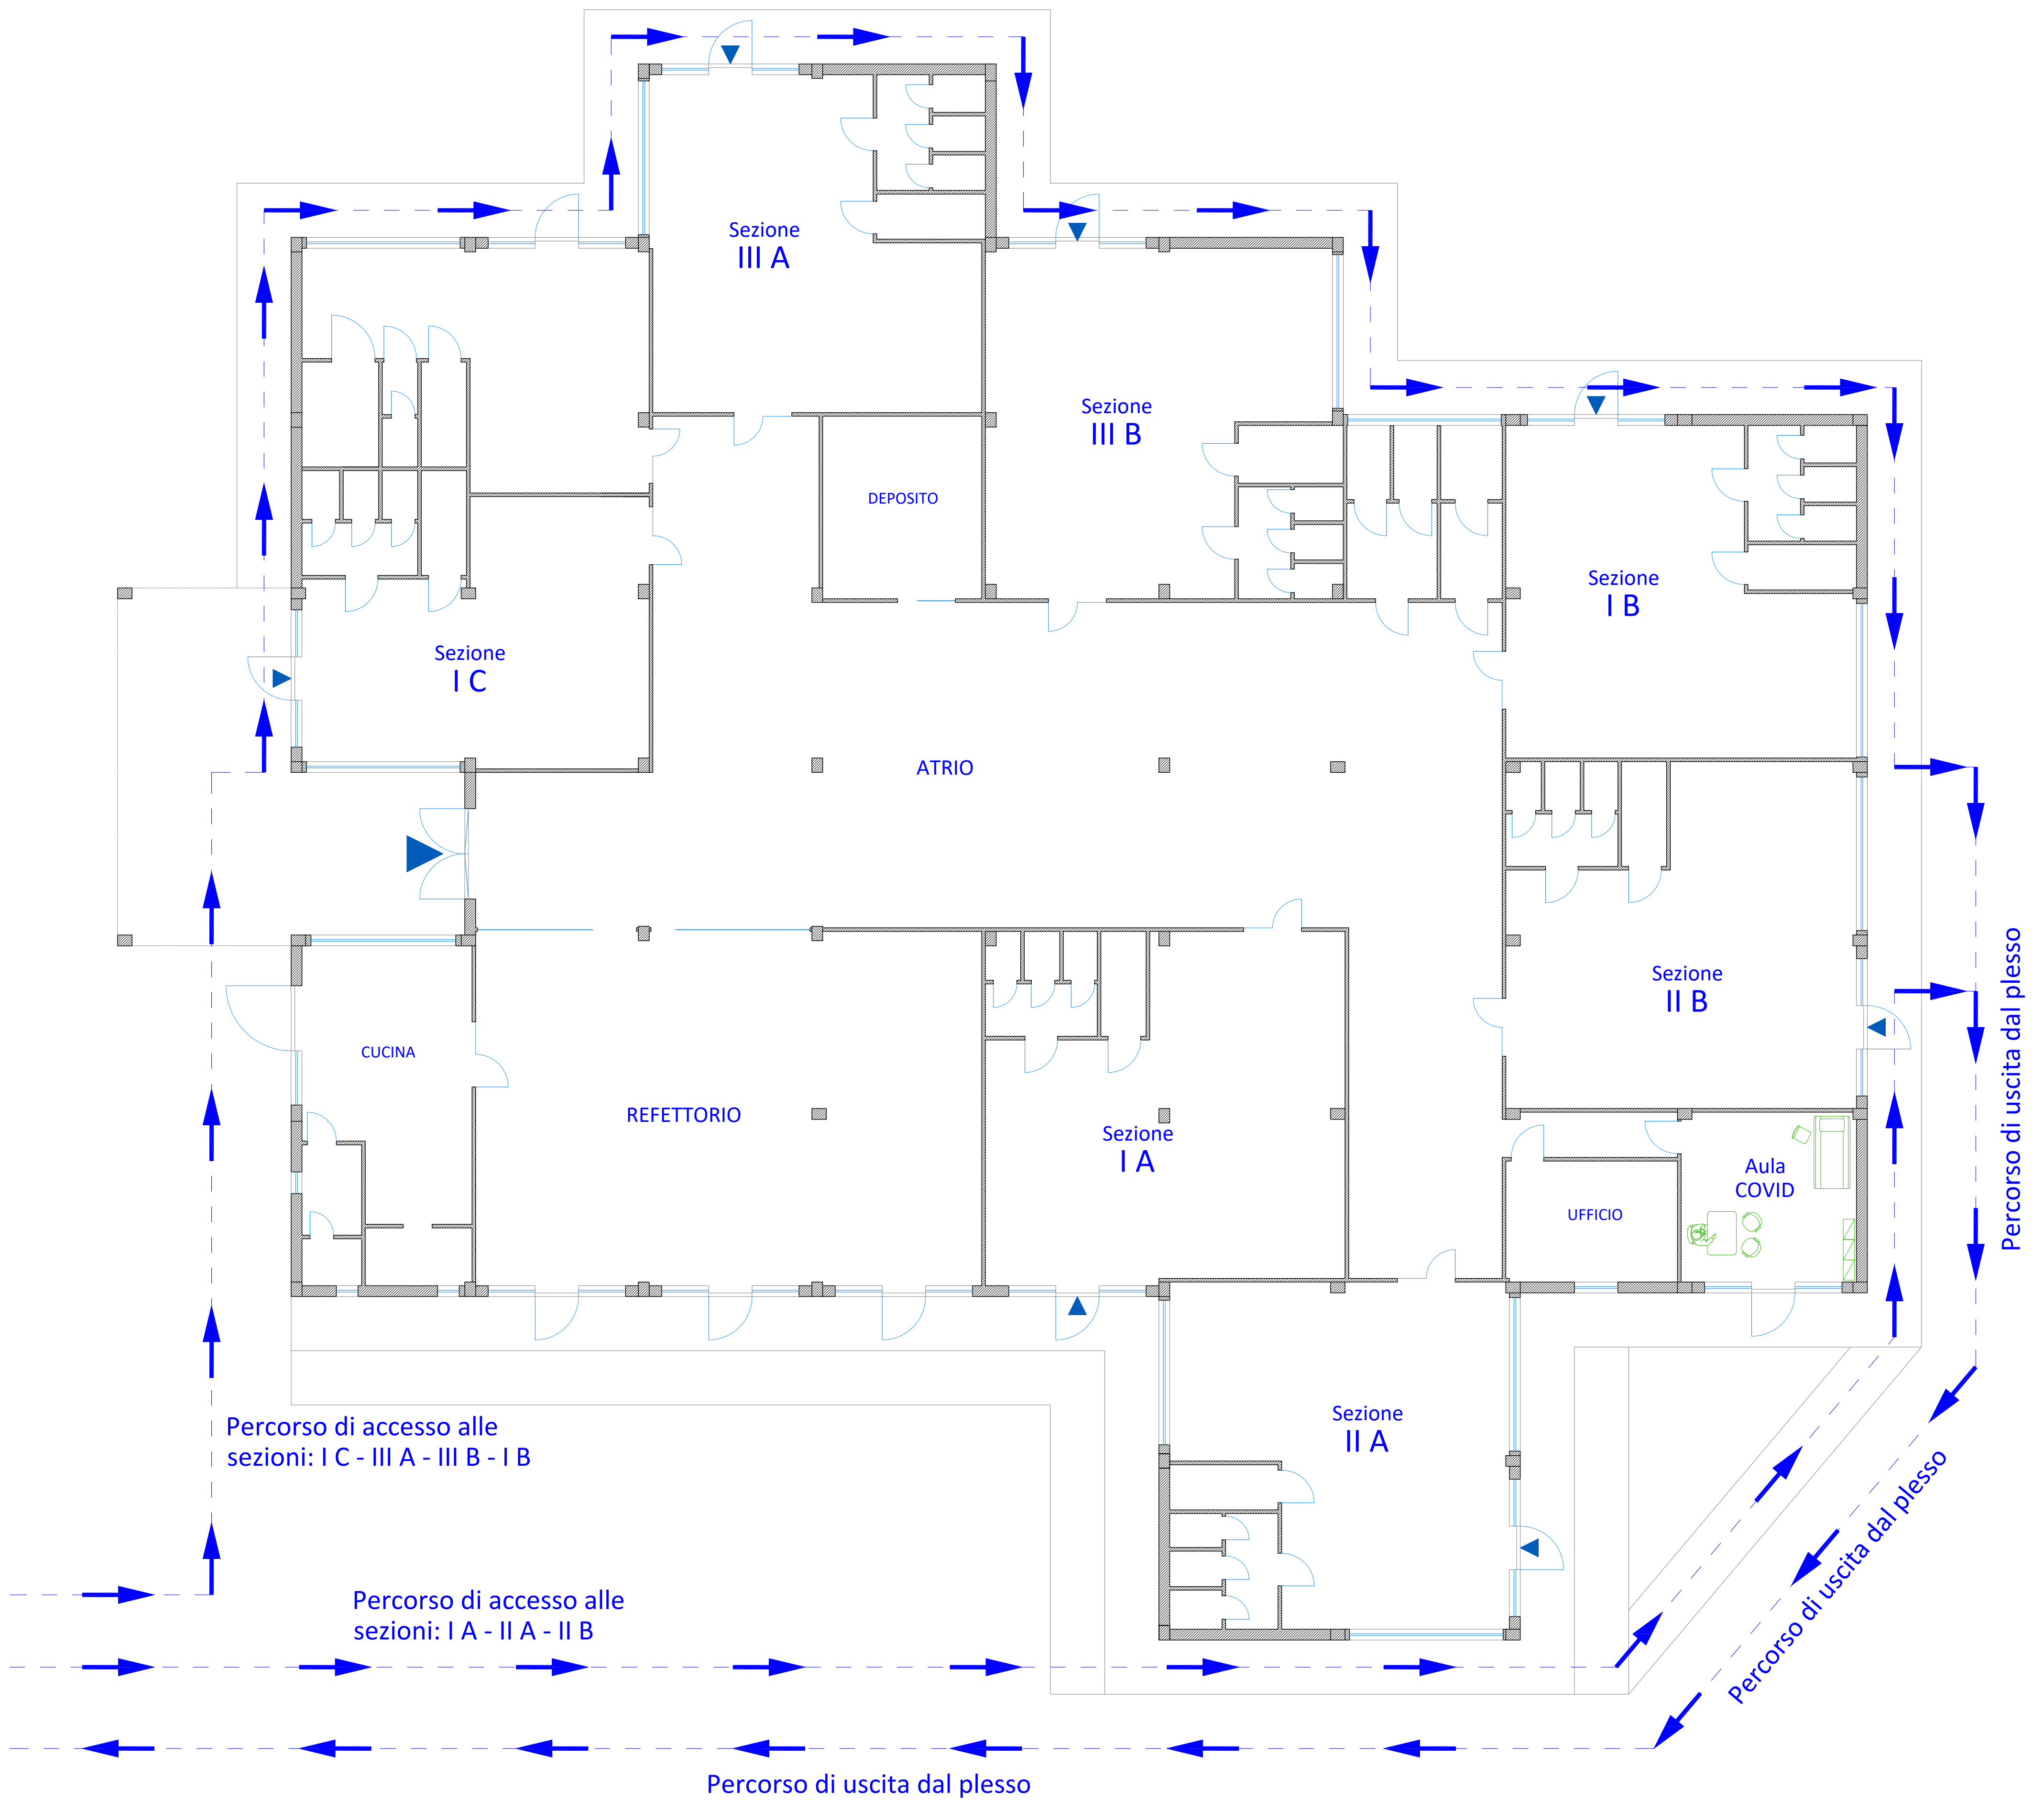 Sezione
III A
Sezione
III B
DEPOSITO
Sezione
I B
Sezione
I C
ATRIO
Sezione
II B
CUCINA
REFETTORIO
Sezione
I A
Aula
COVID
UFFICIO
Percorso di uscita dal plesso
Sezione
II A
Percorso di accesso alle
sezioni: I C - III A - III B - I B
Percorso di uscita dal plesso
Percorso di accesso alle
sezioni: I A - II A - II B
Percorso di uscita dal plesso